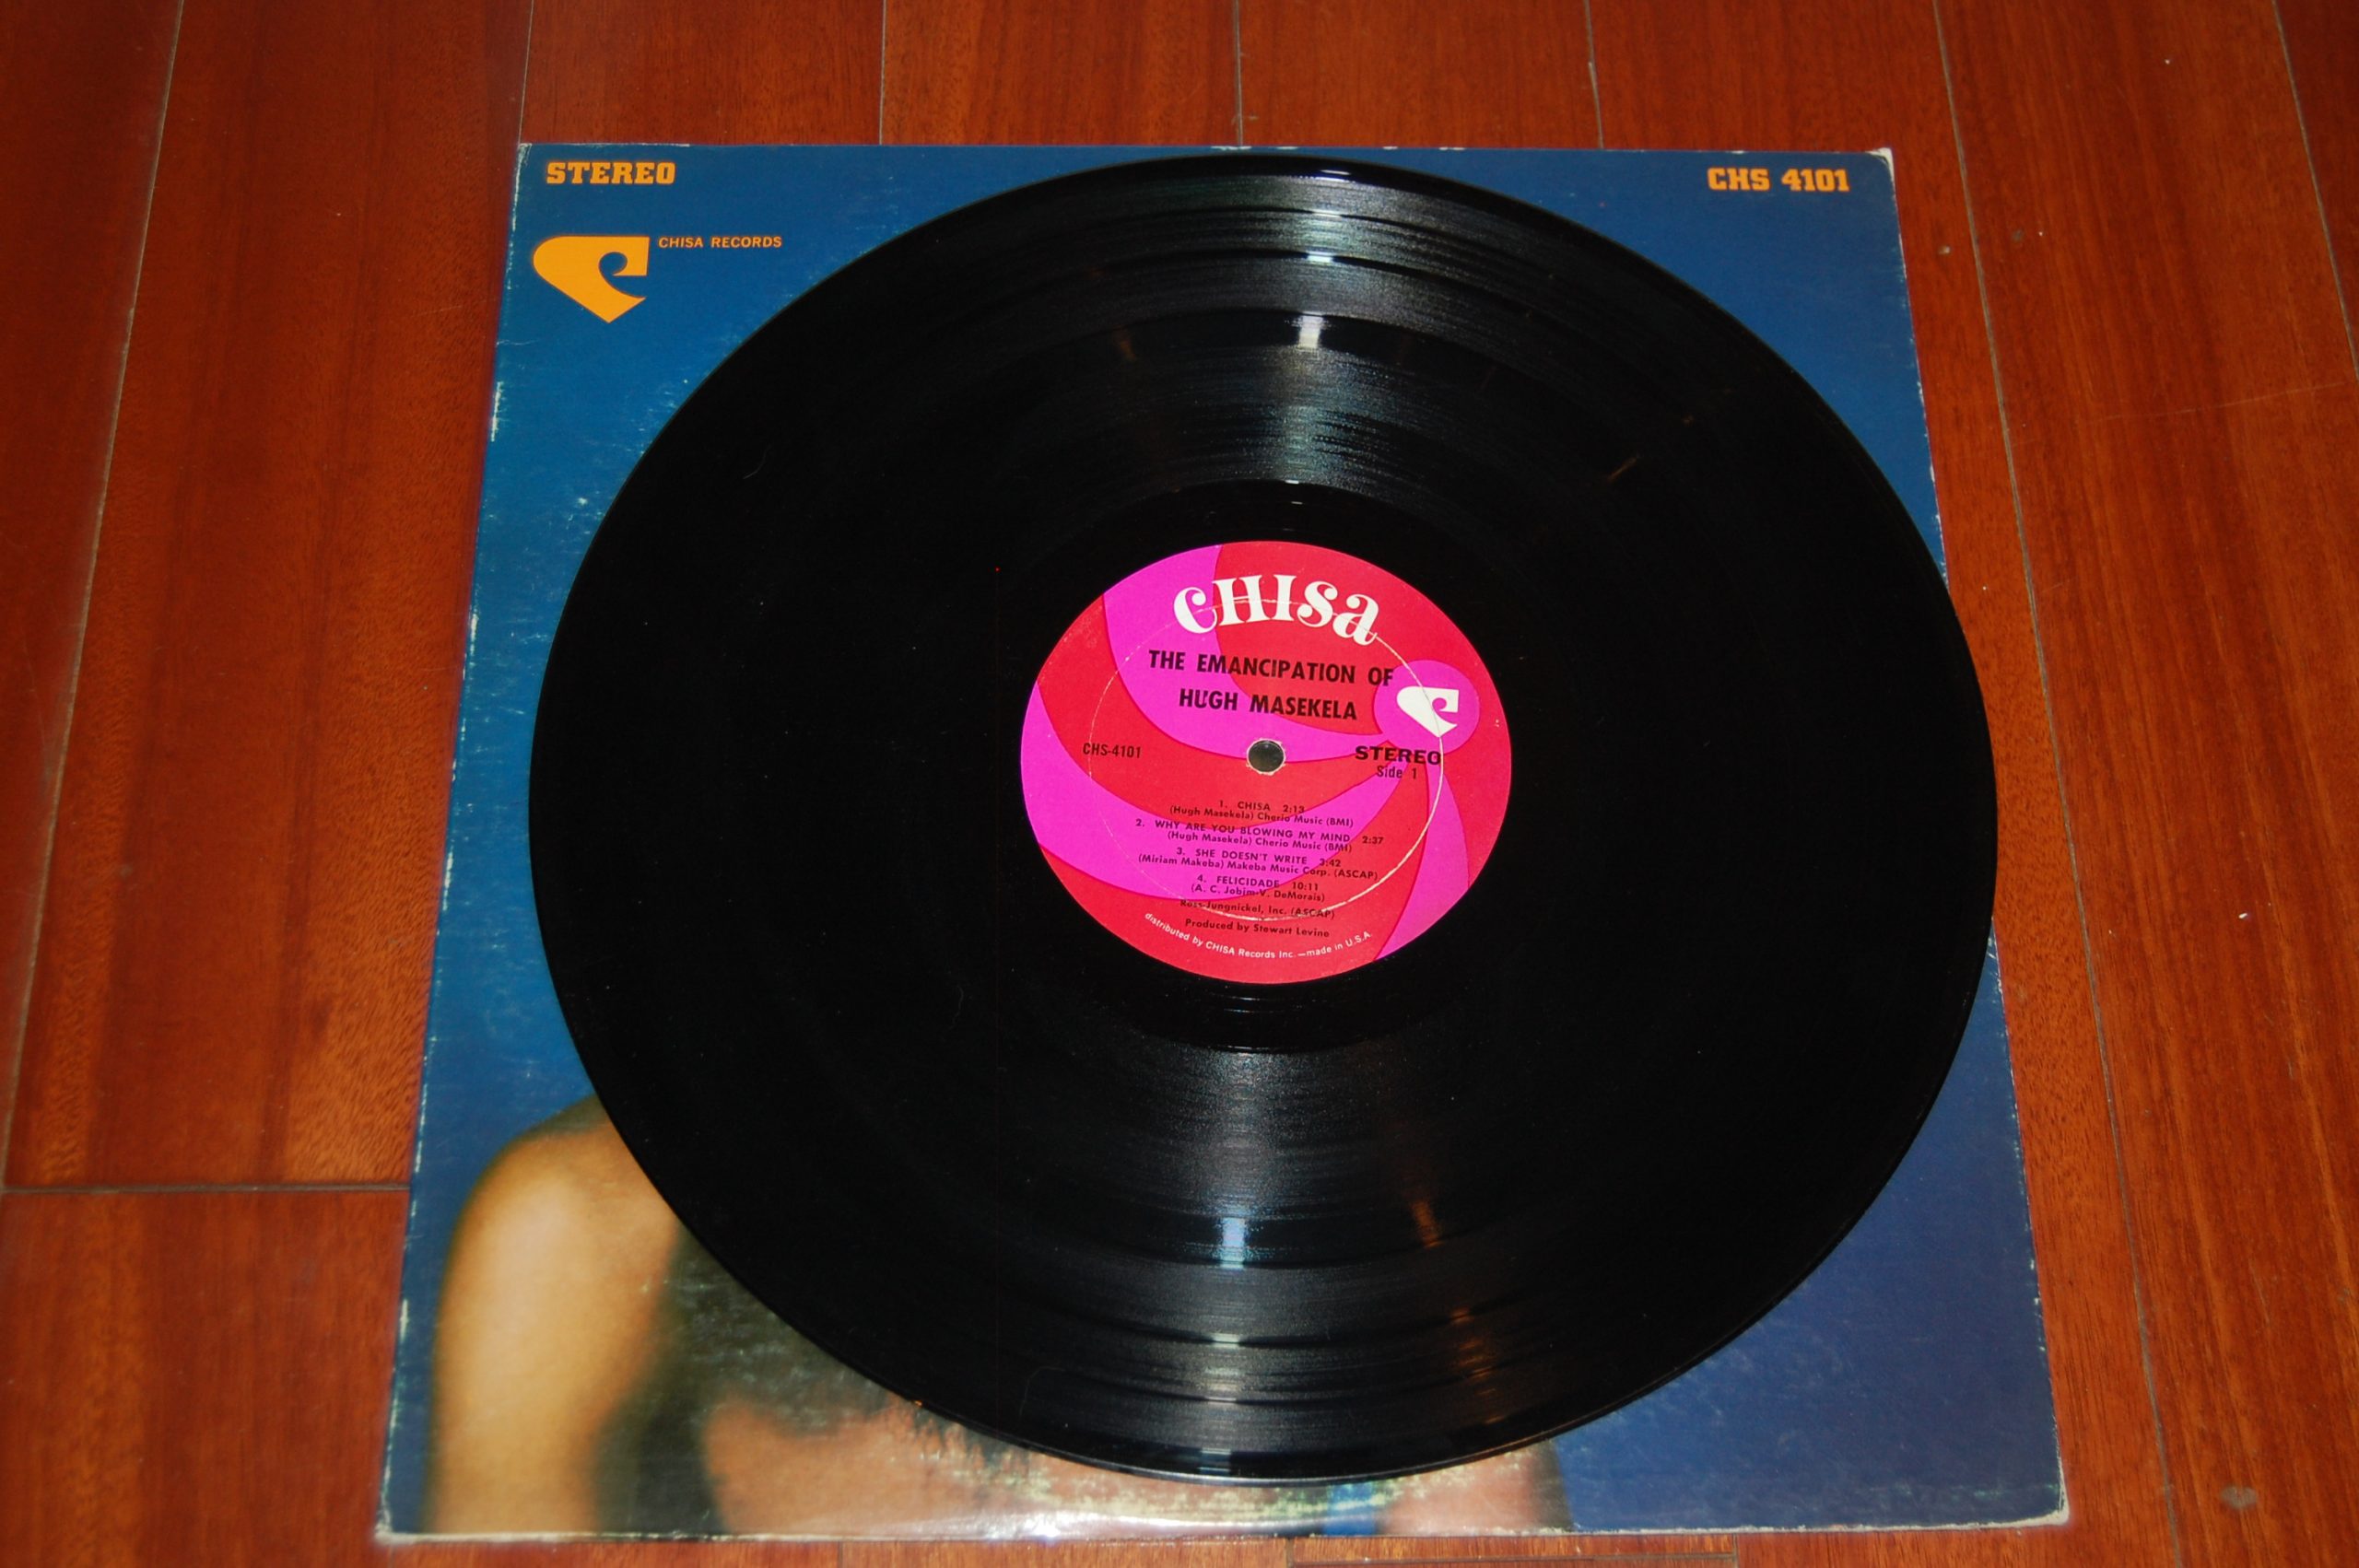 STEREO
CHS 4101
CHISA RECORDS
CHISA
THE EMANCIPATION OF
HUGH MASEKELA
CHS-4101
STEREO
Side 1
1. CHISA 2:13
(Hugh Masekela) Cherio Music (BMI)
2. WHY ARE YOU BLOWING MY MIND 2:37
(Hugh Masekela) Cherio Music (BMI)
3. SHE DOESN'T WRITE 3:42
(Miriam Makeba) Makeba Music Corp. (ASCAP)
4. FELICIDADE 10:11
(A. C. Jobim-V. DeMorais)
Ross-Jungnickel, Inc. (ASCAP)
Produced by Stewart Levine
distributed by CHISA Records Inc.—made in U.S.A.